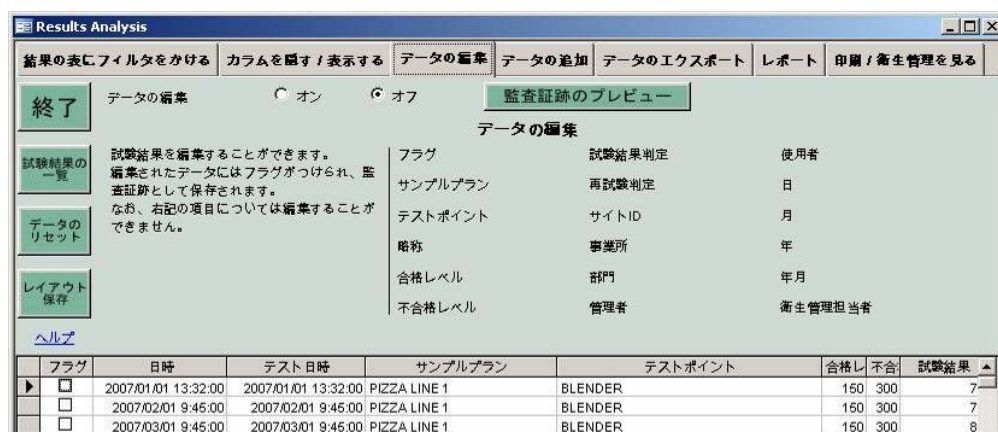 Results Analysis
結果の表にフィルタをかける カラムを隠す / 表示する データの編集 データの追加 データのエクスポート レポート 印刷 / 衛生管理を見る
終了 データの編集 オン オフ 監査証跡のプレビュー
データの編集
試験結果の
一覧
データの
リセット
レイアウト
保存
ヘルプ
試験結果を編集することができます。
編集されたデータにはフラグがつけられ、監
査証跡として保存されます。
なお、右記の項目については編集することが
できません。
フラグ 試験結果判定 使用者
サンプルプラン 再試験判定 日
テストポイント サイトID 月
略称 事業所 年
合格レベル 部門 年月
不合格レベル 管理者 衛生管理担当者
フラグ 日時 テスト日時 サンプルプラン テストポイント 合格レ 不合 試験結果
2007/01/01 13:32:00 2007/01/01 13:32:00 PIZZA LINE 1 BLENDER 150 300 7
2007/02/01 9:45:00 2007/02/01 9:45:00 PIZZA LINE 1 BLENDER 150 300 7
2007/03/01 9:45:00 2007/03/01 9:45:00 PIZZA LINE 1 BLENDER 150 300 8